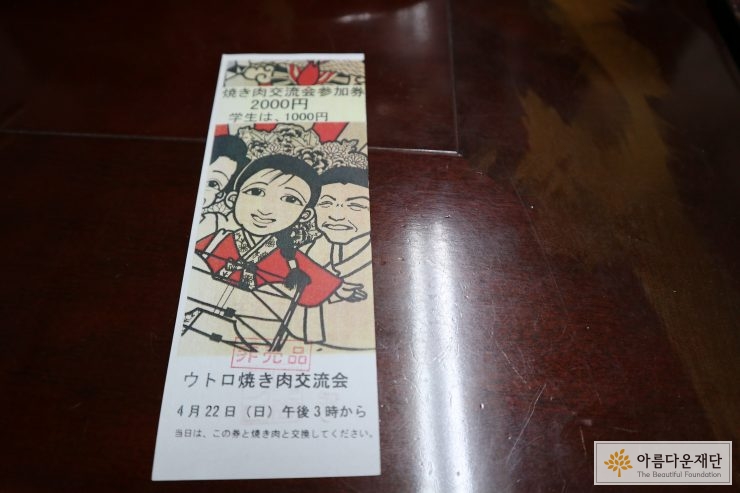 焼き肉交流会参加券
2000円
学生は、1000円
非売品
ウトロ焼き肉交流会
4月22日（日）午後3時から
当日は、この券と焼き肉と交換してください。
아름다운재단
The Beautiful Foundation